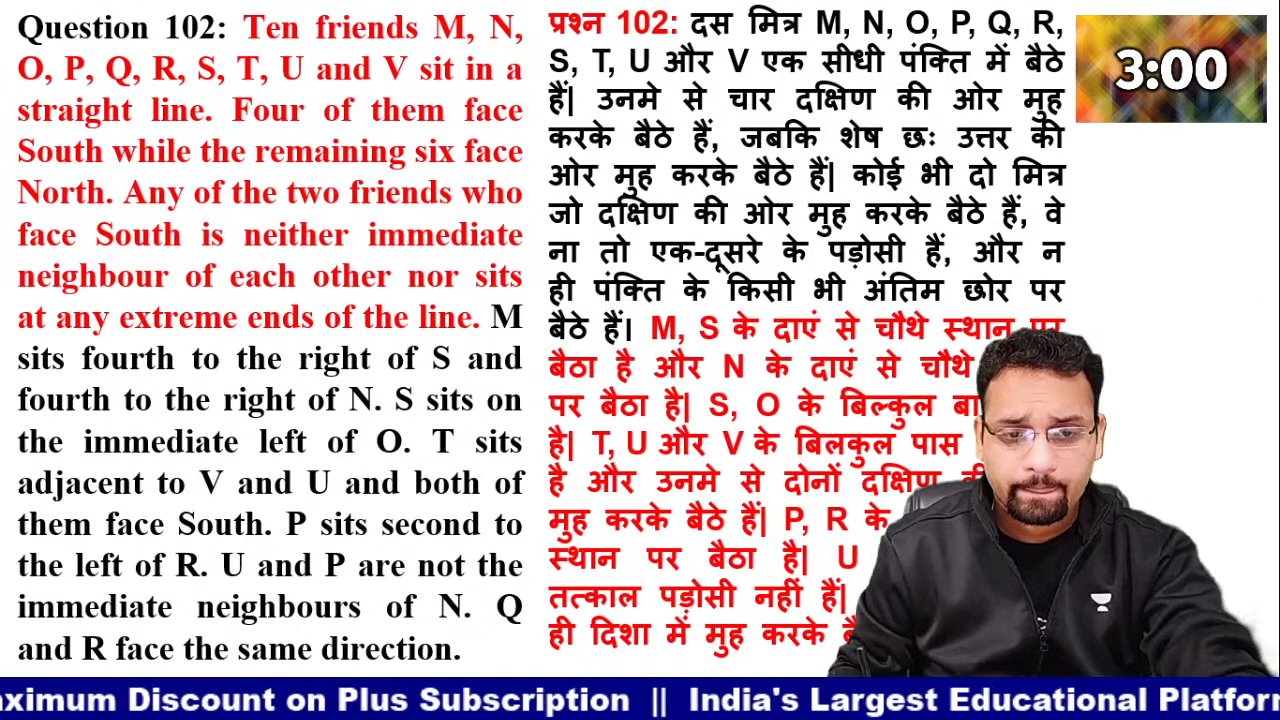 Question 102: Ten friends M, N,
O, P, Q, R, S, T, U and V sit in a
straight line. Four of them face
South while the remaining six face
North. Any of the two friends who
face South is neither immediate
neighbour of each other nor sits
at any extreme ends of the line. M
sits fourth to the right of S and
fourth to the right of N. S sits on
the immediate left of O. T sits
adjacent to V and U and both of
them face South. P sits second to
the left of R. U and P are not the
immediate neighbours of N. Q
and R face the same direction.
प्रश्न 102: दस मित्र M, N, O, P, Q, R,
S, T, U और V एक सीधी पंक्ति में बैठे
हैं| उनमे से चार दक्षिण की ओर मुह
करके बैठे हैं, जबकि शेष छः उत्तर की
ओर मुह करके बैठे हैं| कोई भी दो मित्र
जो दक्षिण की ओर मुह करके बैठे हैं, वे
ना तो एक-दूसरे के पड़ोसी हैं, और न
ही पंक्ति के किसी भी अंतिम छोर पर
बैठे हैं। M, S के दाएं से चौथे स्थान पर
बैठा है और N के दाएं से चौथे
पर बैठा है| S, O के बिल्कुल
है| T, U और V के बिलकुल पास
है और उनमे से दोनों दक्षिण
मुह करके बैठे हैं| P, R के
स्थान पर बैठा है| U
तत्काल पड़ोसी नहीं हैं|
ही दिशा में मुह करके
3:00
aximum Discount on Plus Subscription || India's Largest Educational Platfor